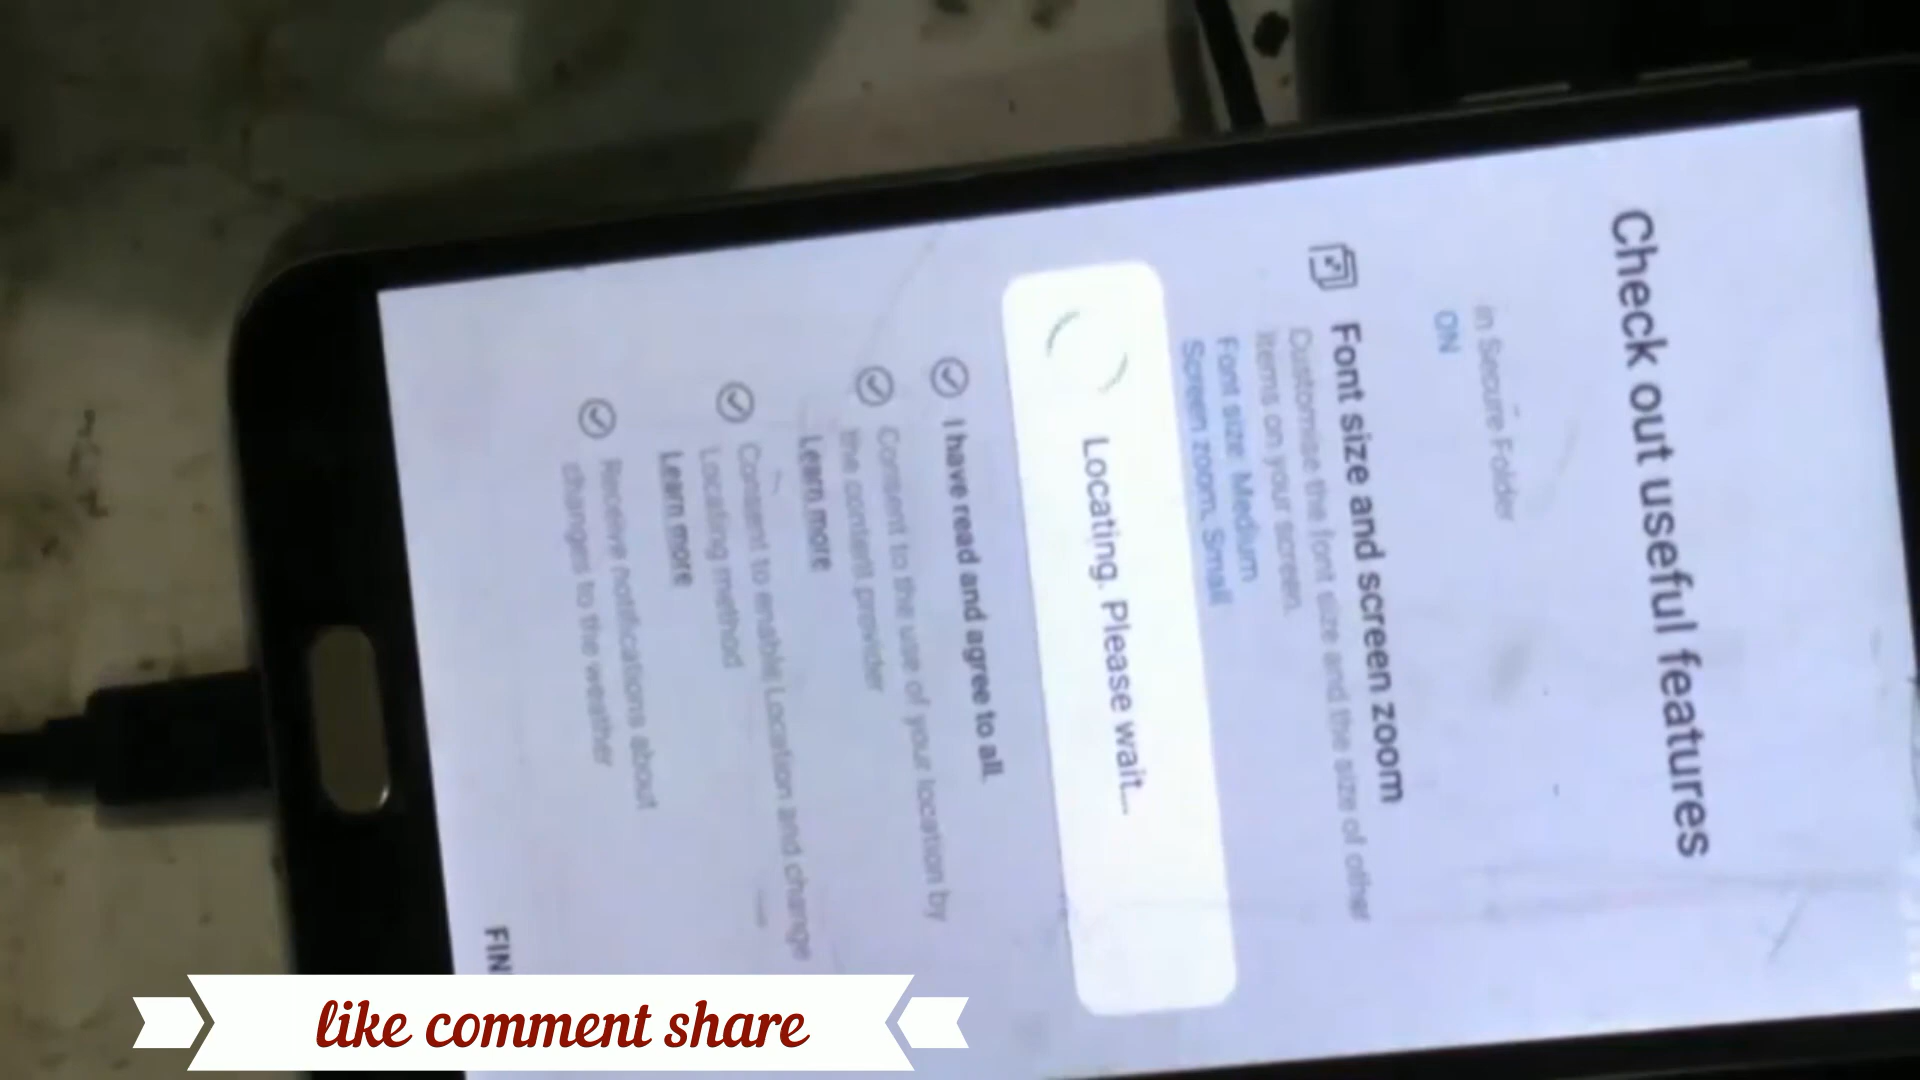 Check out useful features
in Secure Folder
ON
Font size and screen zoom
Customise the font size and the size of other
items on your screen.
Font size: Medium
Screen zoom: Small
Locating. Please wait...
I have read and agree to all.
Consent to the use of your location by
the content provider
Learn more
Consent to enable Location and change
Locating method
Learn more
Receive notifications about
changes to the weather
FIN
like comment share